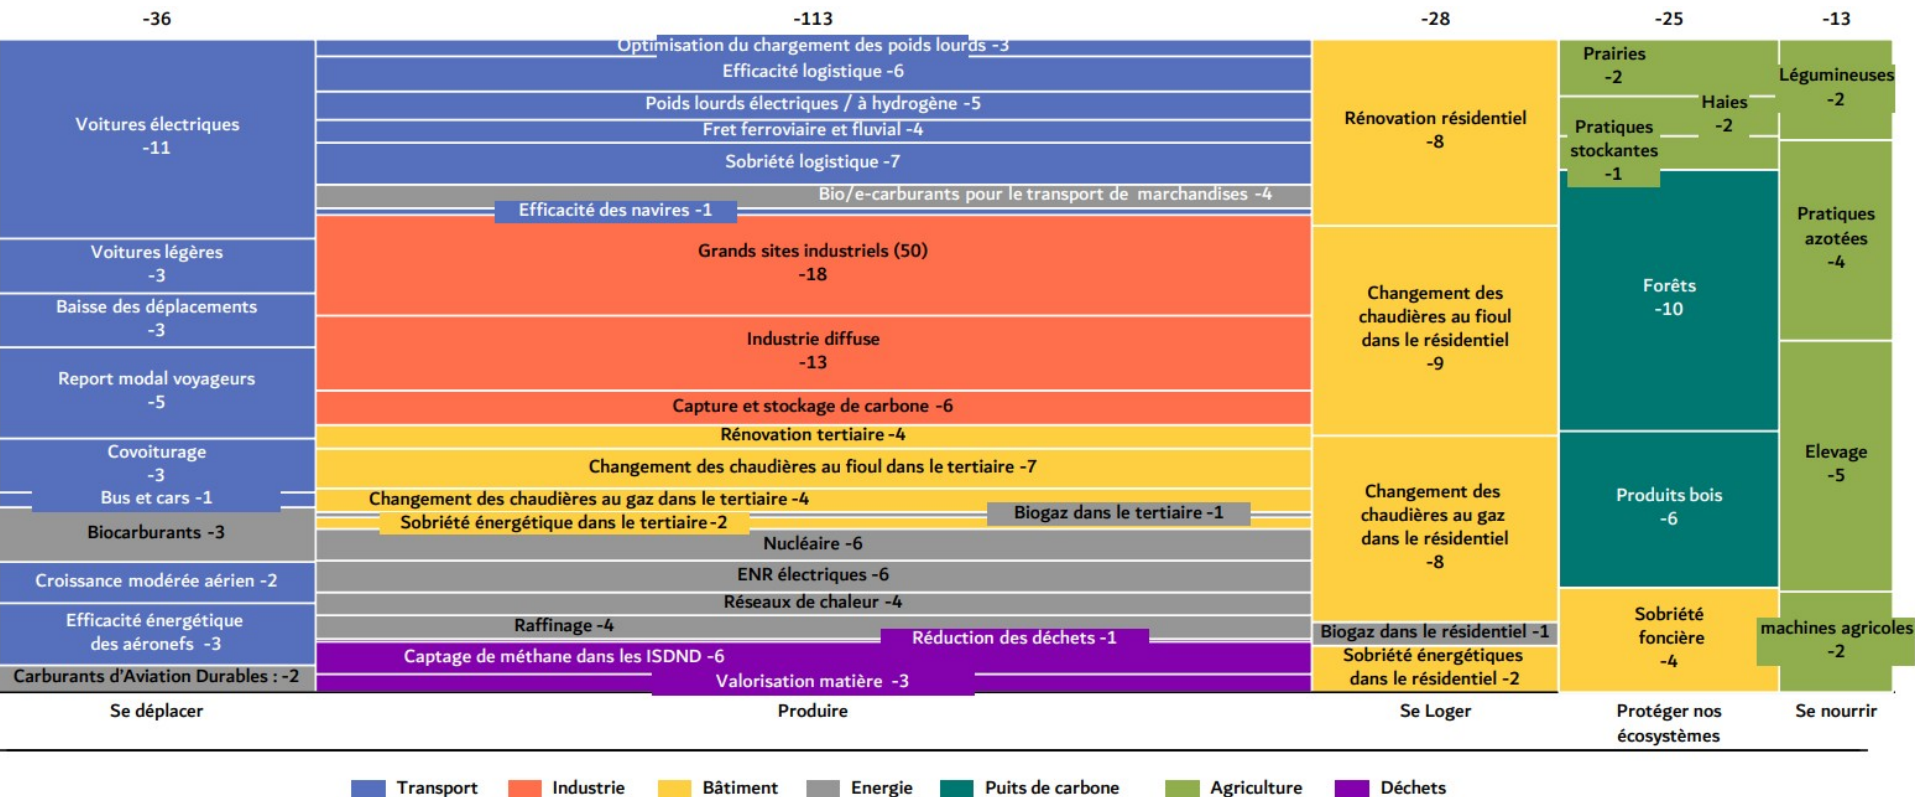 -36
-113
-28
-25
-13
Voitures électriques
-11
Voitures légères
-3
Baisse des déplacements
-3
Report modal voyageurs
-5
Covoiturage
-3
Bus et cars -1
Biocarburants -3
Croissance modérée aérien -2
Efficacité énergétique
des aéronefs -3
Carburants d'Aviation Durables : -2
Optimisation du chargement des poids lourds -3
Efficacité logistique -6
Poids lourds électriques / à hydrogène -5
Fret ferroviaire et fluvial -4
Sobriété logistique -7
Bio/e-carburants pour le transport de marchandises -4
Efficacité des navires -1
Grands sites industriels (50)
-18
Industrie diffuse
-13
Capture et stockage de carbone -6
Rénovation tertiaire -4
Changement des chaudières au fioul dans le tertiaire -7
Changement des chaudières au gaz dans le tertiaire -4
Biogaz dans le tertiaire -1
Sobriété énergétique dans le tertiaire -2
Nucléaire -6
ENR électriques -6
Réseaux de chaleur -4
Raffinage -4
Réduction des déchets -1
Captage de méthane dans les ISDND -6
Valorisation matière -3
Rénovation résidentiel
-8
Changement des
chaudières au fioul
dans le résidentiel
-9
Changement des
chaudières au gaz
dans le résidentiel
-8
Biogaz dans le résidentiel -1
Sobriété énergétiques
dans le résidentiel -2
Prairies
-2
Haies
-2
Pratiques
stockantes
-1
Forêts
-10
Produits bois
-6
Sobriété
foncière
-4
Légumineuses
-2
Pratiques
azotées
-4
Elevage
-5
machines agricoles
-2
Se déplacer
Produire
Se Loger
Protéger nos
écosystèmes
Se nourrir
Transport
Industrie
Bâtiment
Energie
Puits de carbone
Agriculture
Déchets